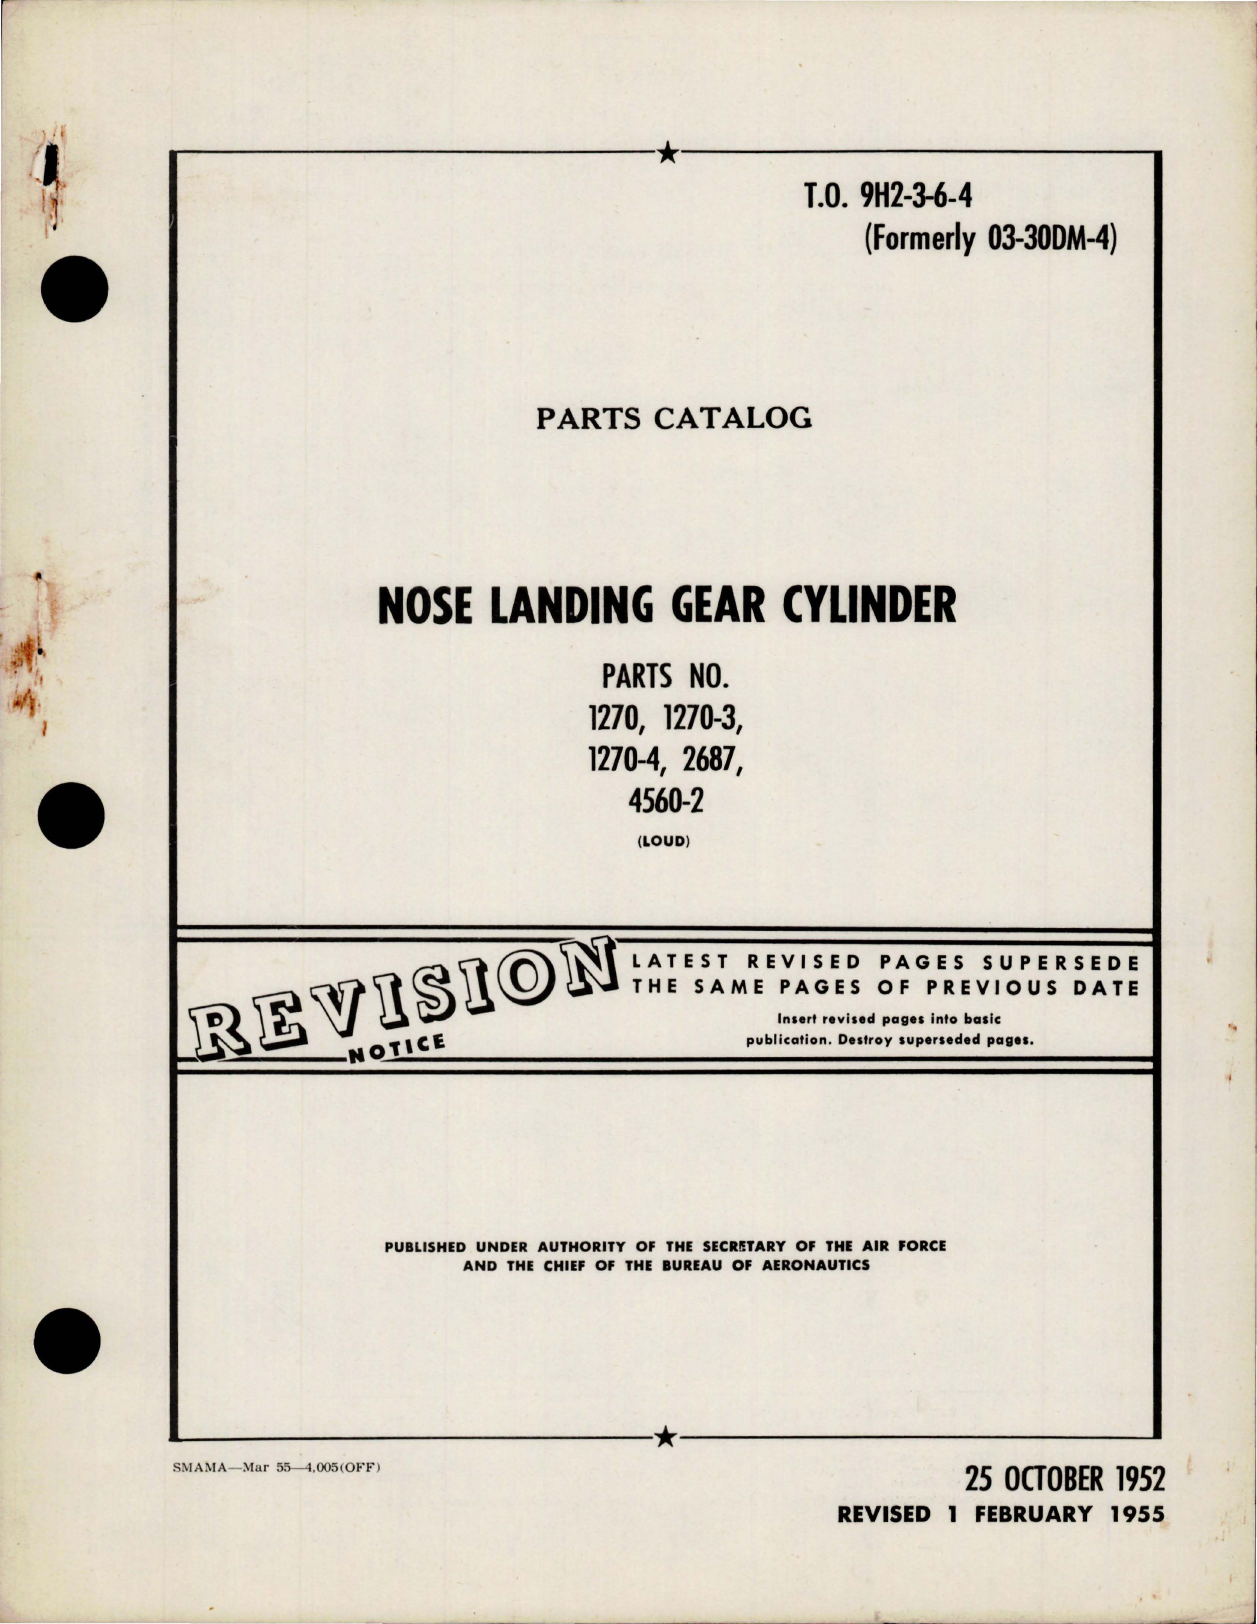 T.O. 9H2-3-6-4
(Formerly 03-30DM-4)
PARTS CATALOG
NOSE LANDING GEAR CYLINDER
PARTS NO.
1270, 1270-3,
1270-4, 2687,
4560-2
(LOUD)
REVISION
NOTICE
LATEST REVISED PAGES SUPERSEDE
THE SAME PAGES OF PREVIOUS DATE
Insert revised pages into basic
publication. Destroy superseded pages.
PUBLISHED UNDER AUTHORITY OF THE SECRETARY OF THE AIR FORCE
AND THE CHIEF OF THE BUREAU OF AERONAUTICS
SMAMA—Mar 55—4,005(OFF)
25 OCTOBER 1952
REVISED 1 FEBRUARY 1955